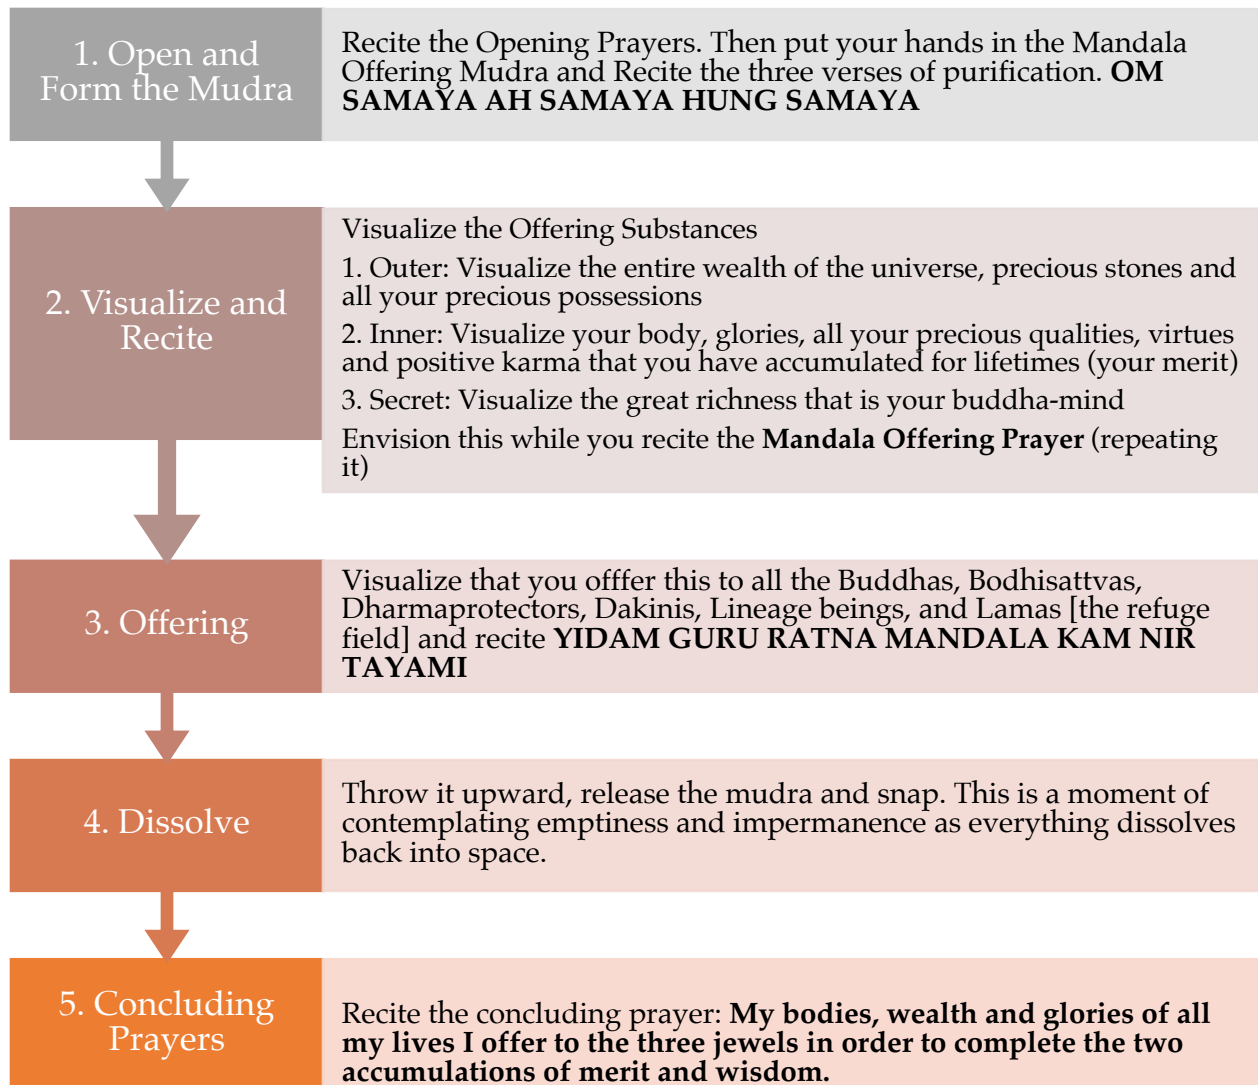 1. Open and
Form the Mudra
Recite the Opening Prayers. Then put your hands in the Mandala
Offering Mudra and Recite the three verses of purification. OM
SAMAYA AH SAMAYA HUNG SAMAYA
2. Visualize and
Recite
Visualize the Offering Substances
1. Outer: Visualize the entire wealth of the universe, precious stones and
all your precious possessions
2. Inner: Visualize your body, glories, all your precious qualities, virtues
and positive karma that you have accumulated for lifetimes (your merit)
3. Secret: Visualize the great richness that is your buddha-mind
Envision this while you recite the Mandala Offering Prayer (repeating
it)
3. Offering
Visualize that you offfer this to all the Buddhas, Bodhisattvas,
Dharmaprotectors, Dakinis, Lineage beings, and Lamas [the refuge
field] and recite YIDAM GURU RATNA MANDALA KAM NIR
TAYAMI
4. Dissolve
Throw it upward, release the mudra and snap. This is a moment of
contemplating emptiness and impermanence as everything dissolves
back into space.
5. Concluding
Prayers
Recite the concluding prayer: My bodies, wealth and glories of all
my lives I offer to the three jewels in order to complete the two
accumulations of merit and wisdom.